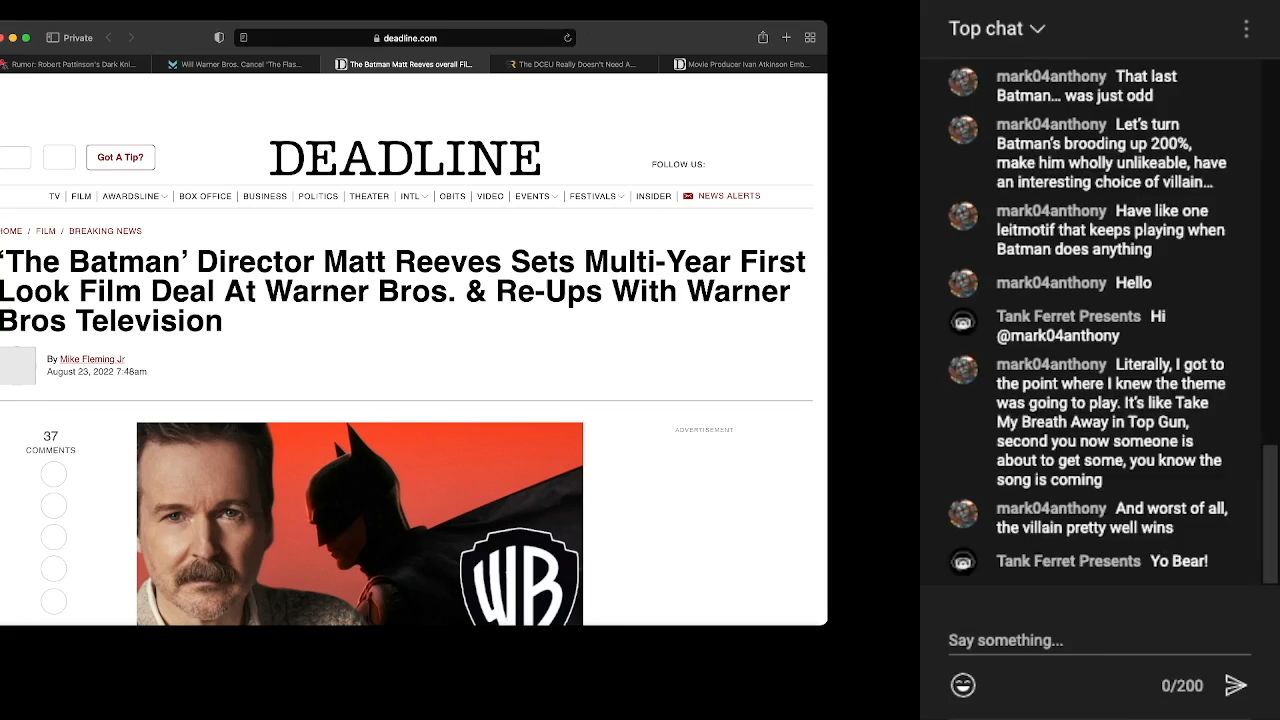 Private
deadline.com
Rumor: Robert Pattinson's Dark Kni...
Will Warner Bros. Cancel "The Flas...
The Batman Matt Reeves overall Fil...
The DCEU Really Doesn't Need A...
Movie Producer Ivan Atkinson Emb...
Got A Tip?
DEADLINE
FOLLOW US:
TV | FILM | AWARDSLINE | BOX OFFICE | BUSINESS | POLITICS | THEATER | INTL | OBITS | VIDEO | EVENTS | FESTIVALS | INSIDER | NEWS ALERTS
HOME / FILM / BREAKING NEWS
'The Batman' Director Matt Reeves Sets Multi-Year First
Look Film Deal At Warner Bros. & Re-Ups With Warner
Bros Television
By Mike Fleming Jr
August 23, 2022 7:48am
37
COMMENTS
ADVERTISEMENT
WB
Top chat
mark04anthony That last
Batman... was just odd
mark04anthony Let's turn
Batman's brooding up 200%,
make him wholly unlikeable, have
an interesting choice of villain...
mark04anthony Have like one
leitmotif that keeps playing when
Batman does anything
mark04anthony Hello
Tank Ferret Presents Hi
@mark04anthony
mark04anthony Literally, I got to
the point where I knew the theme
was going to play. It's like Take
My Breath Away in Top Gun,
second you now someone is
about to get some, you know the
song is coming
mark04anthony And worst of all,
the villain pretty well wins
Tank Ferret Presents Yo Bear!
Say something...
0/200